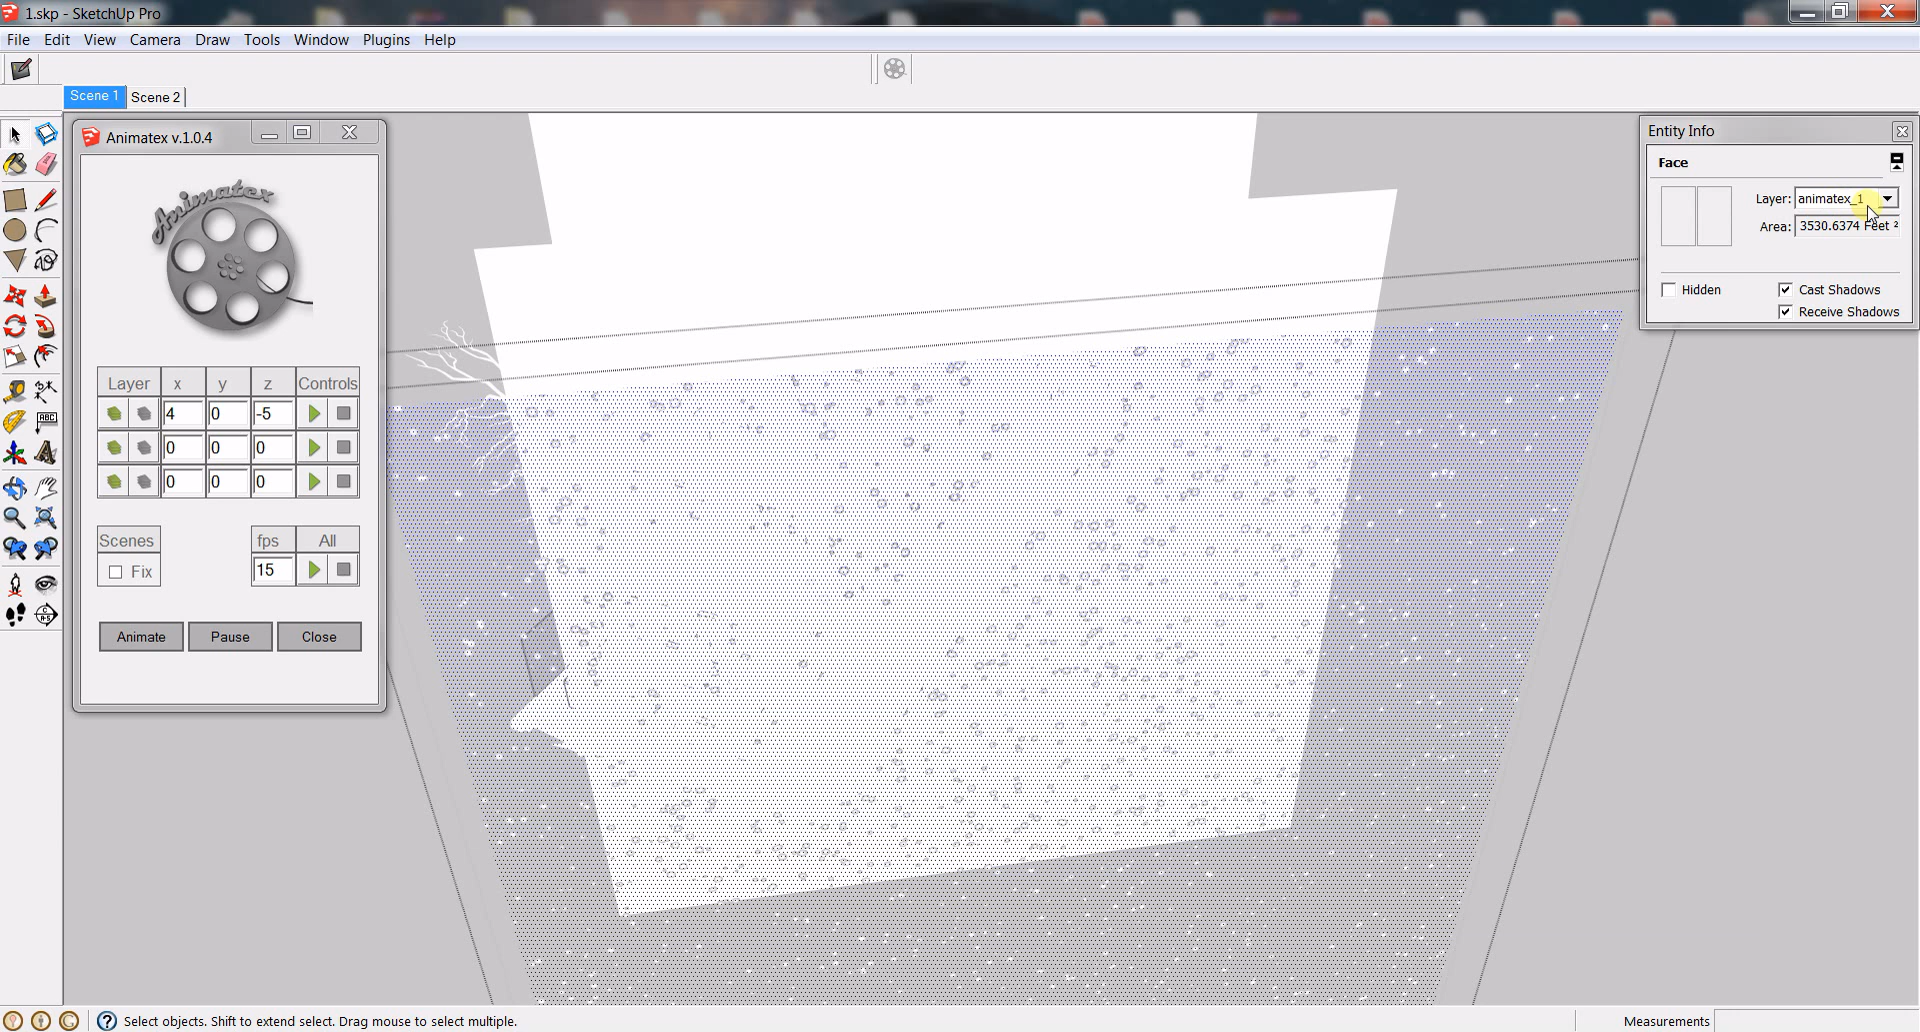 1.skp - SketchUp Pro
File Edit View Camera Draw Tools Window Plugins Help
Scene 1 Scene 2
Animatex v.1.0.4
Animatex
Layer x y z Controls
4 0 -5
0 0 0
0 0 0
Scenes fps All
Fix 15
Animate Pause Close
Entity Info
Face
Layer: animatex_1
Area: 3530.6374 Feet ²
Hidden Cast Shadows
Receive Shadows
ABC
Select objects. Shift to extend select. Drag mouse to select multiple.
Measurements